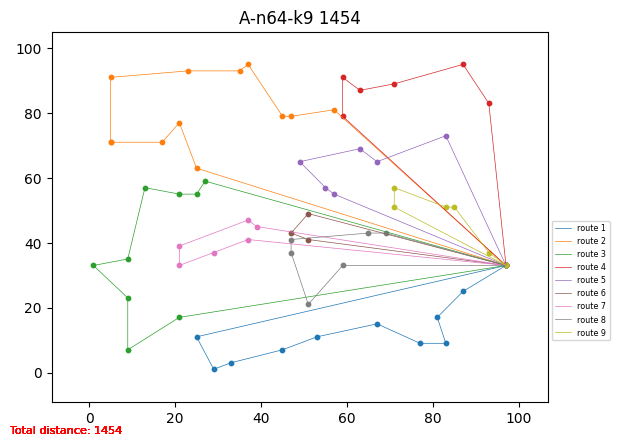 A-n64-k9 1454
100
80
60
40
20
0
0 20 40 60 80 100
route 1
route 2
route 3
route 4
route 5
route 6
route 7
route 8
route 9
Total distance: 1454